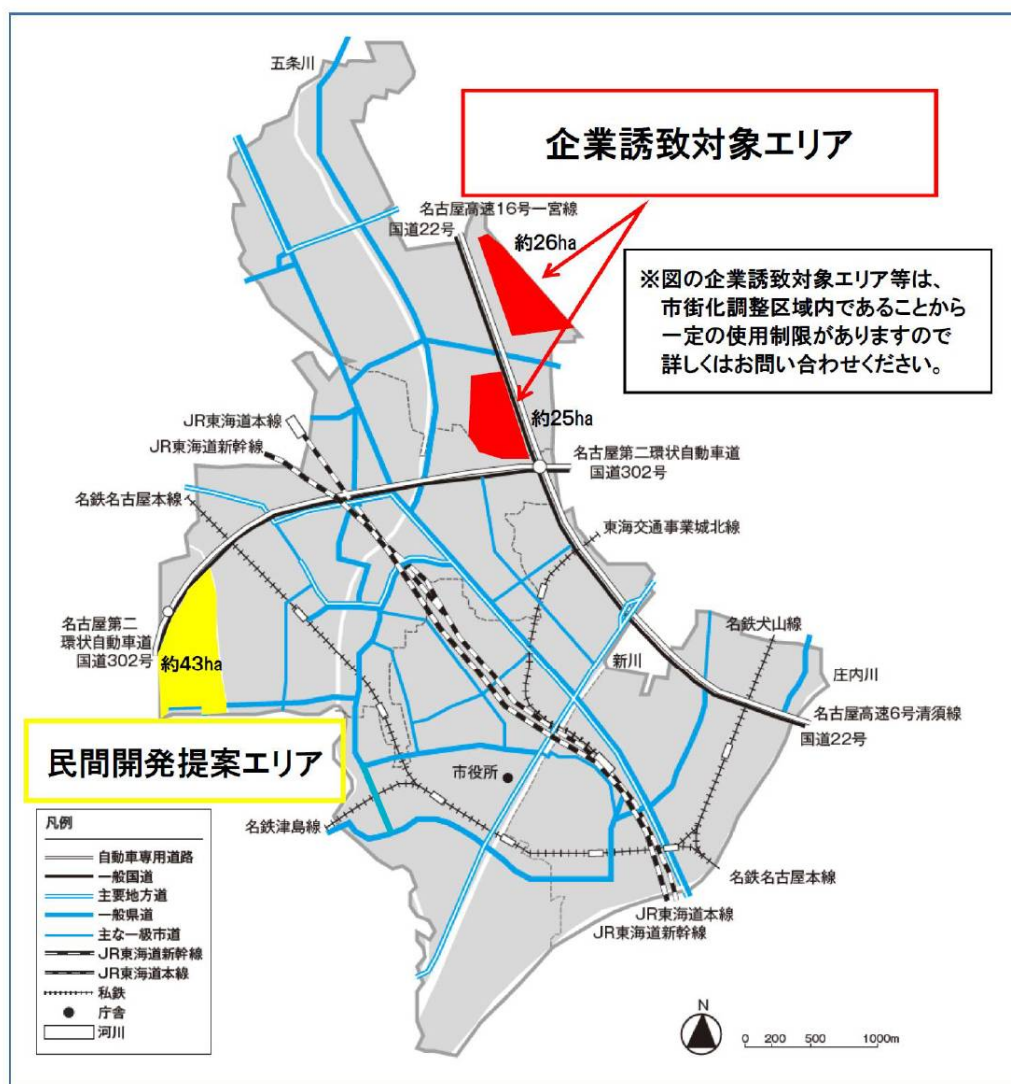 五条川
企業誘致対象エリア
名古屋高速16号一宮線
国道22号
約26ha
※図の企業誘致対象エリア等は、
市街化調整区域内であることから
一定の使用制限がありますので
詳しくはお問い合わせください。
約25ha
JR東海道本線
JR東海道新幹線
名古屋第二環状自動車道
国道302号
名鉄名古屋本線
東海交通事業城北線
名古屋第二
環状自動車道
国道302号
約43ha
新川
名鉄犬山線
庄内川
名古屋高速6号清須線
国道22号
民間開発提案エリア
市役所
名鉄津島線
名鉄名古屋本線
JR東海道本線
JR東海道新幹線
凡例
自動車専用道路
一般国道
主要地方道
一般県道
主な一級市道
JR東海道新幹線
JR東海道本線
私鉄
庁舎
河川
N
0 200 500 1000m